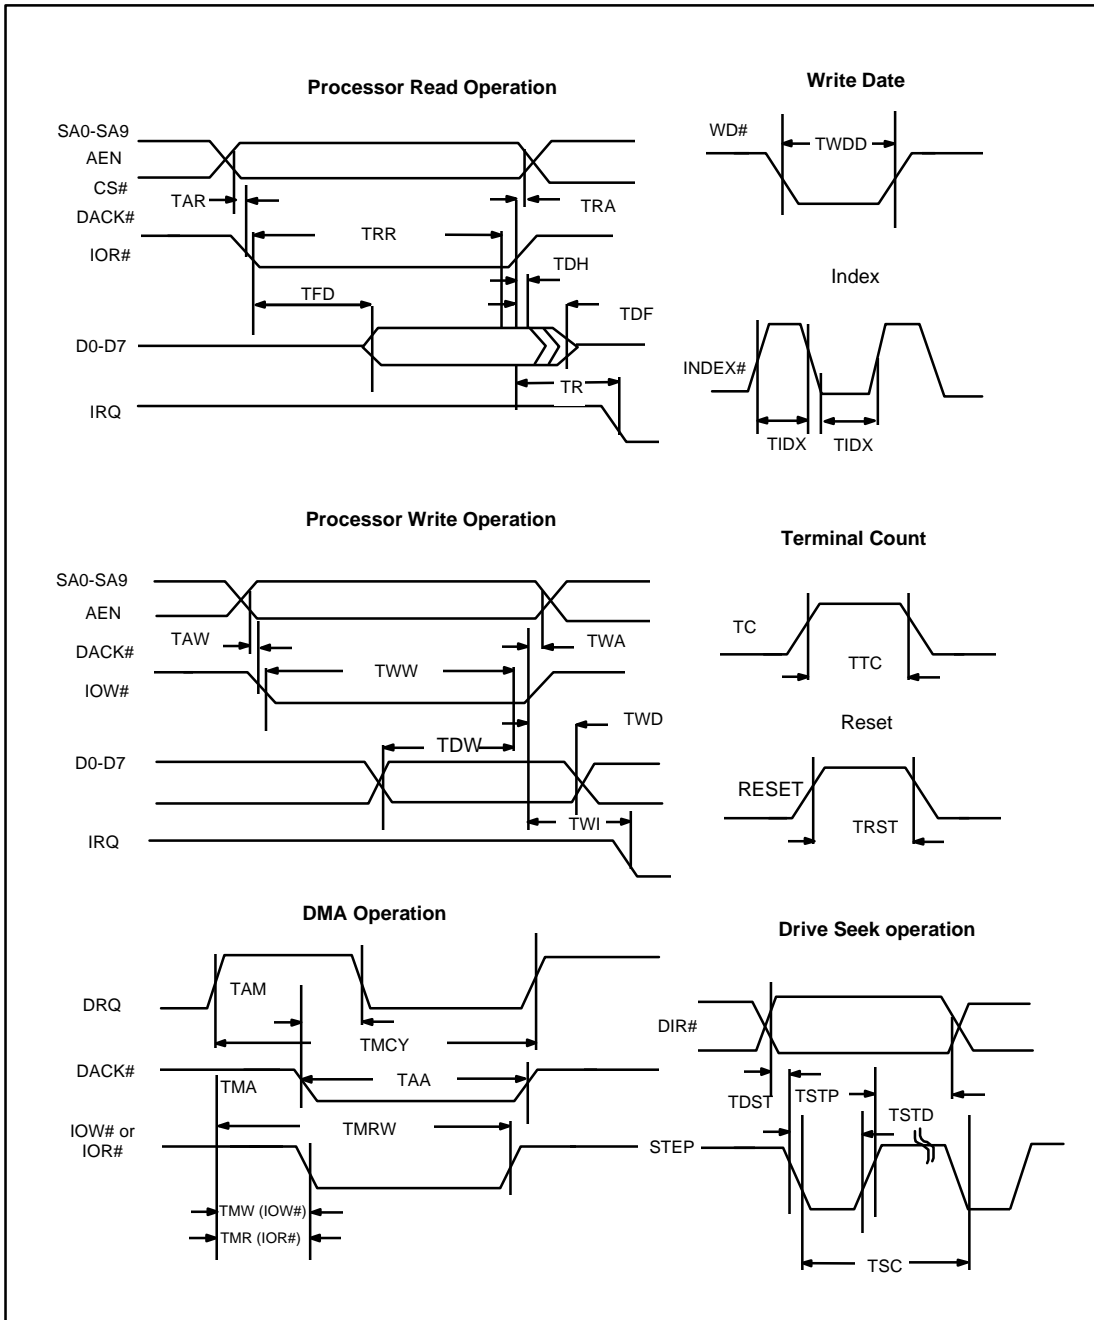 Processor Read Operation
SA0-SA9
AEN
CS#
TAR
TRA
DACK#
TRR
IOR#
TDH
TFD
TDF
D0-D7
TR
IRQ
Write Date
WD#
TWDD
Index
INDEX#
TIDX
TIDX
Processor Write Operation
SA0-SA9
AEN
TAW
TWA
DACK#
TWW
IOW#
TWD
TDW
D0-D7
TWI
IRQ
Terminal Count
TC
TTC
Reset
RESET
TRST
DMA Operation
TAM
DRQ
TMCY
DACK#
TMA
TAA
IOW# or
IOR#
TMRW
TMW (IOW#)
TMR (IOR#)
Drive Seek operation
DIR#
TDST
TSTP
TSTD
STEP
TSC